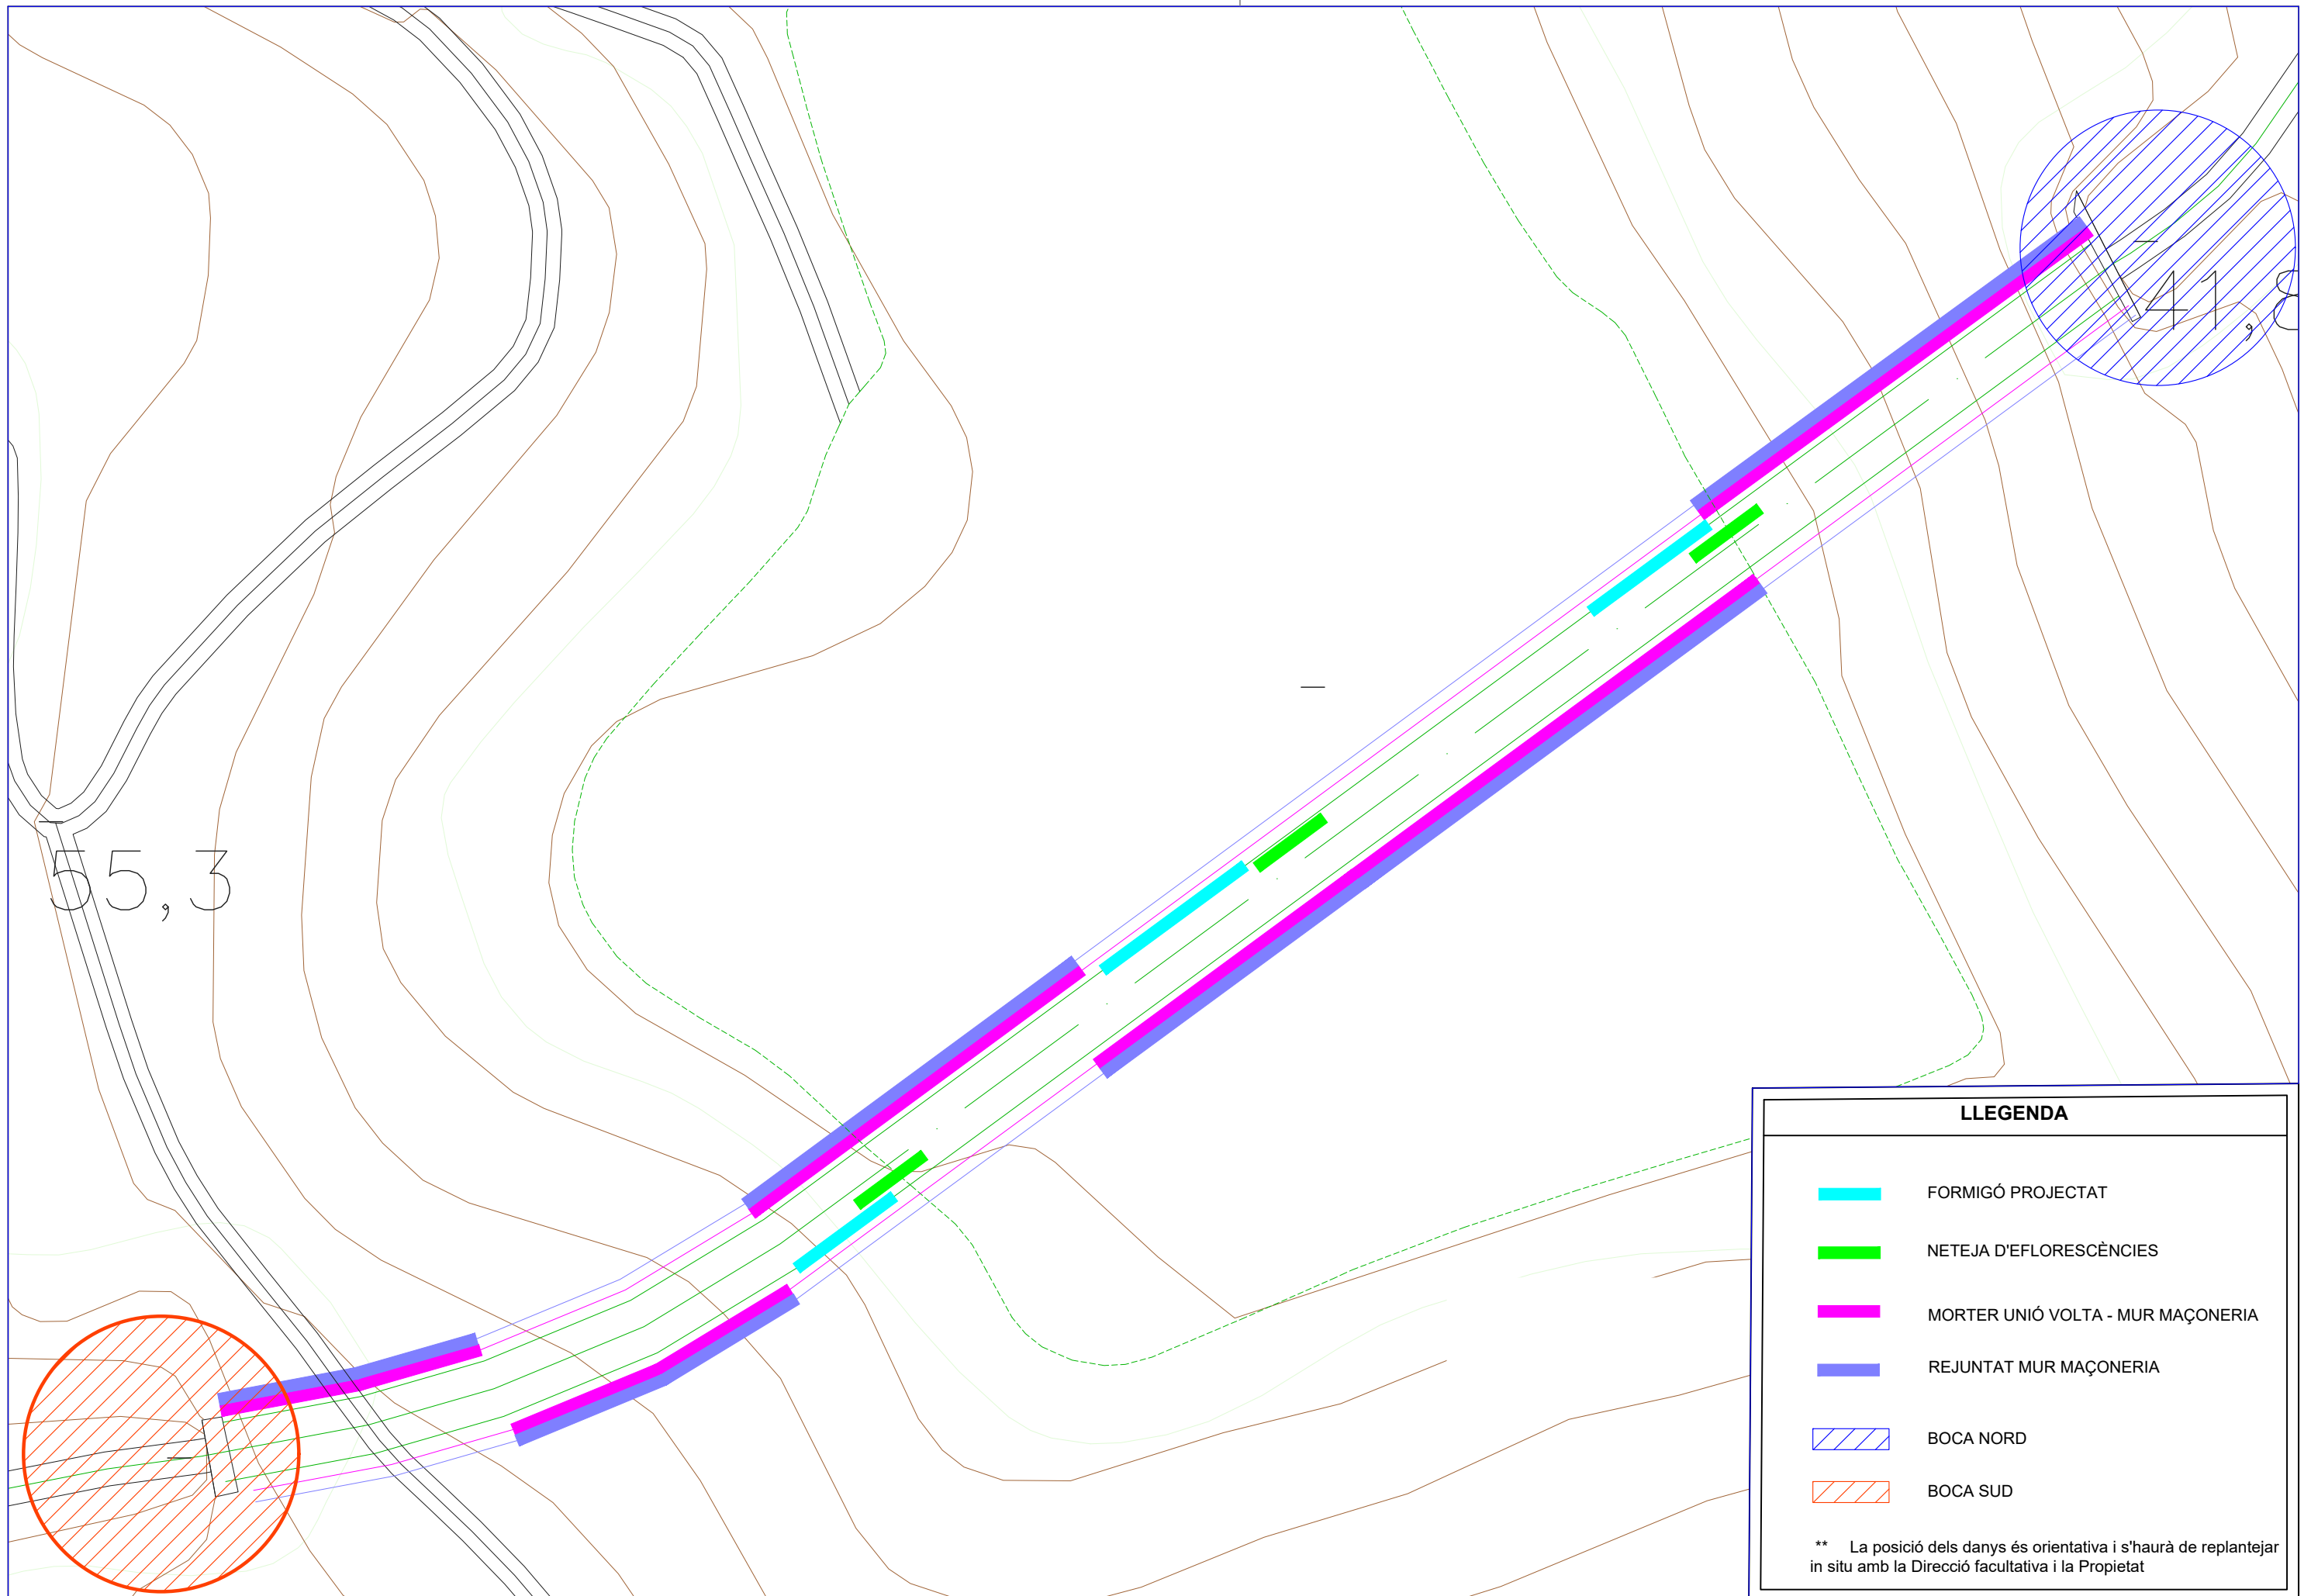 41,
55,3
LLEGENDA
FORMIGÓ PROJECTAT
NETEJA D'EFLORESCÈNCIES
MORTER UNIÓ VOLTA - MUR MAÇONERIA
REJUNTAT MUR MAÇONERIA
BOCA NORD
BOCA SUD
** La posició dels danys és orientativa i s'haurà de replantejar
in situ amb la Direcció facultativa i la Propietat